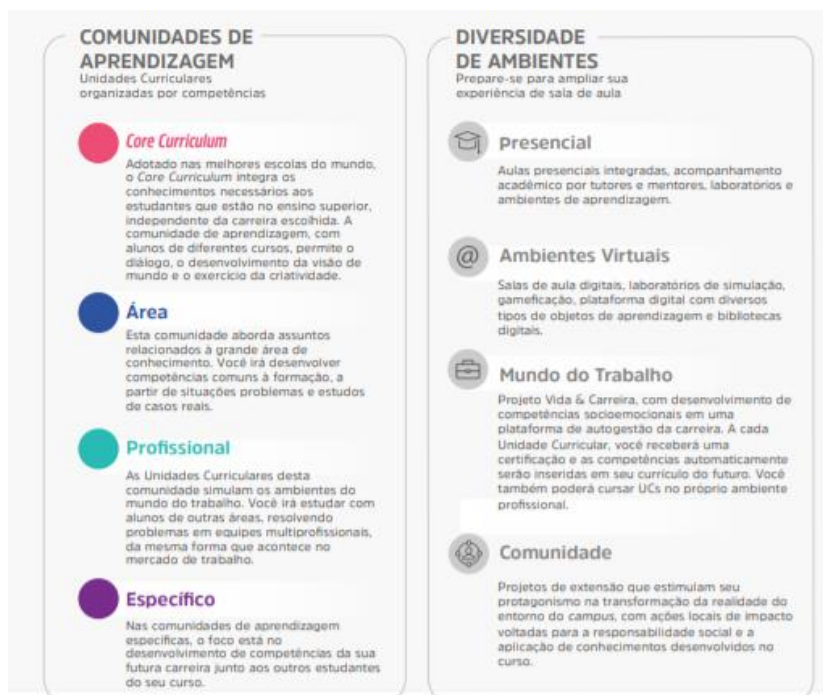 COMUNIDADES DE
APRENDIZAGEM
Unidades Curriculares
organizadas por competências
Core Curriculum
Adotado nas melhores escolas do mundo,
o Core Curriculum integra os
conhecimentos necessários aos
estudantes que estão no ensino superior,
independente da carreira escolhida. A
comunidade de aprendizagem, com
alunos de diferentes cursos, permite o
diálogo, o desenvolvimento da visão de
mundo e o exercício da criatividade.
Área
Esta comunidade aborda assuntos
relacionados à grande área de
conhecimento. Você irá desenvolver
competências comuns à formação, a
partir de situações problemas e estudos
de casos reais.
Profissional
As Unidades Curriculares desta
comunidade simulam os ambientes do
mundo do trabalho. Você irá estudar com
alunos de outras áreas, resolvendo
problemas em equipes multiprofissionais,
da mesma forma que acontece no
mercado de trabalho.
Específico
Nas comunidades de aprendizagem
específicas, o foco está no
desenvolvimento de competências da sua
futura carreira junto aos outros estudantes
do seu curso.
DIVERSIDADE
DE AMBIENTES
Prepare-se para ampliar sua
experiência de sala de aula
Presencial
Aulas presenciais integradas, acompanhamento
acadêmico por tutores e mentores, laboratórios e
ambientes de aprendizagem.
@
Ambientes Virtuais
Salas de aula digitais, laboratórios de simulação,
gameficação, plataforma digital com diversos
tipos de objetos de aprendizagem e bibliotecas
digitais.
Mundo do Trabalho
Projeto Vida & Carreira, com desenvolvimento de
competências socioemocionais em uma
plataforma de autogestão da carreira. A cada
Unidade Curricular, você receberá uma
certificação e as competências automaticamente
serão inseridas em seu currículo do futuro. Você
também poderá cursar UCs no próprio ambiente
profissional.
Comunidade
Projetos de extensão que estimulam seu
protagonismo na transformação da realidade do
entorno do campus, com ações locais de impacto
voltadas para a responsabilidade social e a
aplicação de conhecimentos desenvolvidos no
curso.